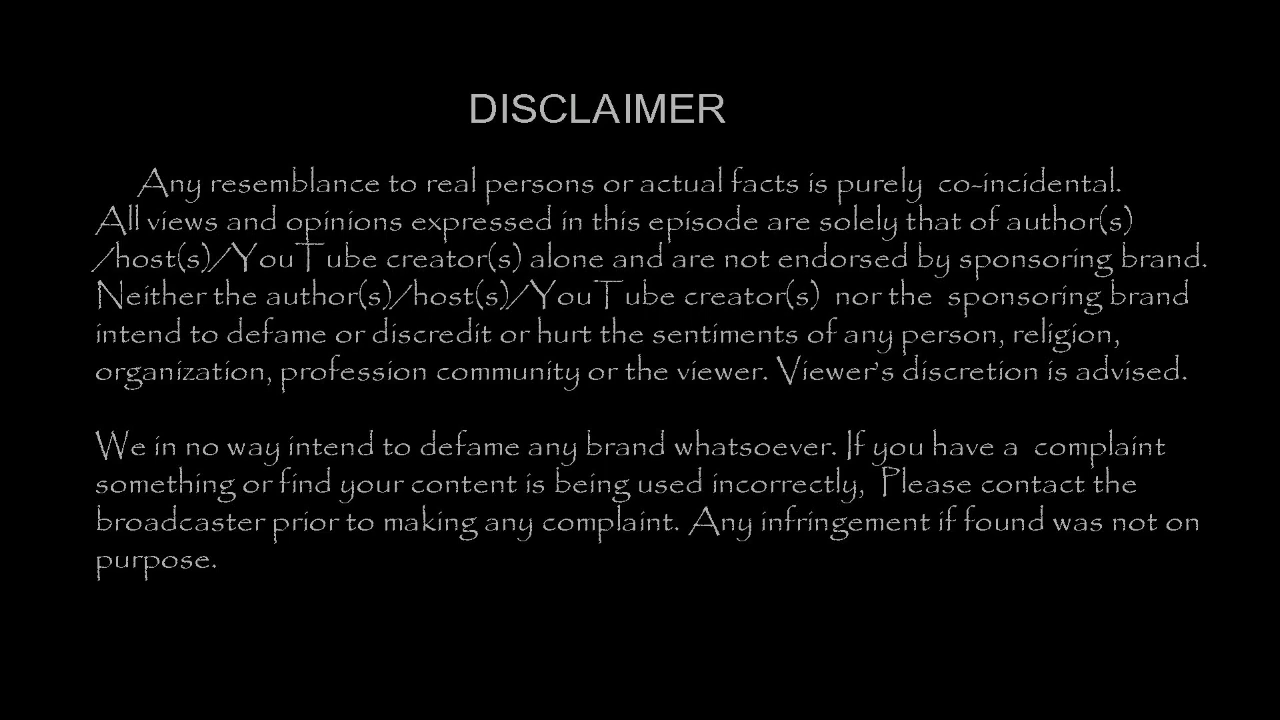 DISCLAIMER
Any resemblance to real persons or actual facts is purely co-incidental.
All views and opinions expressed in this episode are solely that of author(s)
/host(s)/YouTube creator(s) alone and are not endorsed by sponsoring brand.
Neither the author(s)/host(s)/YouTube creator(s) nor the sponsoring brand
intend to defame or discredit or hurt the sentiments of any person, religion,
organization, profession community or the viewer. Viewer's discretion is advised.
We in no way intend to defame any brand whatsoever. If you have a complaint
something or find your content is being used incorrectly, Please contact the
broadcaster prior to making any complaint. Any infringement if found was not on
purpose.